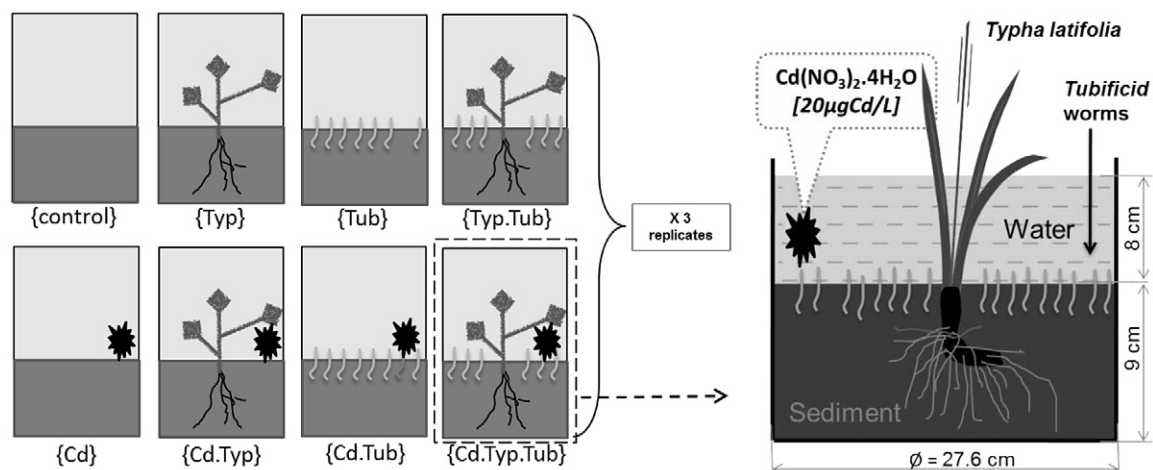 {control}
{Typ}
{Tub}
{Typ.Tub}
{Cd}
{Cd.Typ}
{Cd.Tub}
{Cd.Typ.Tub}
X 3
replicates
Cd(NO₃)₂.4H₂O
[20µgCd/L]
Typha latifolia
Tubificid
worms
Water
8 cm
Sediment
9 cm
Ø = 27.6 cm